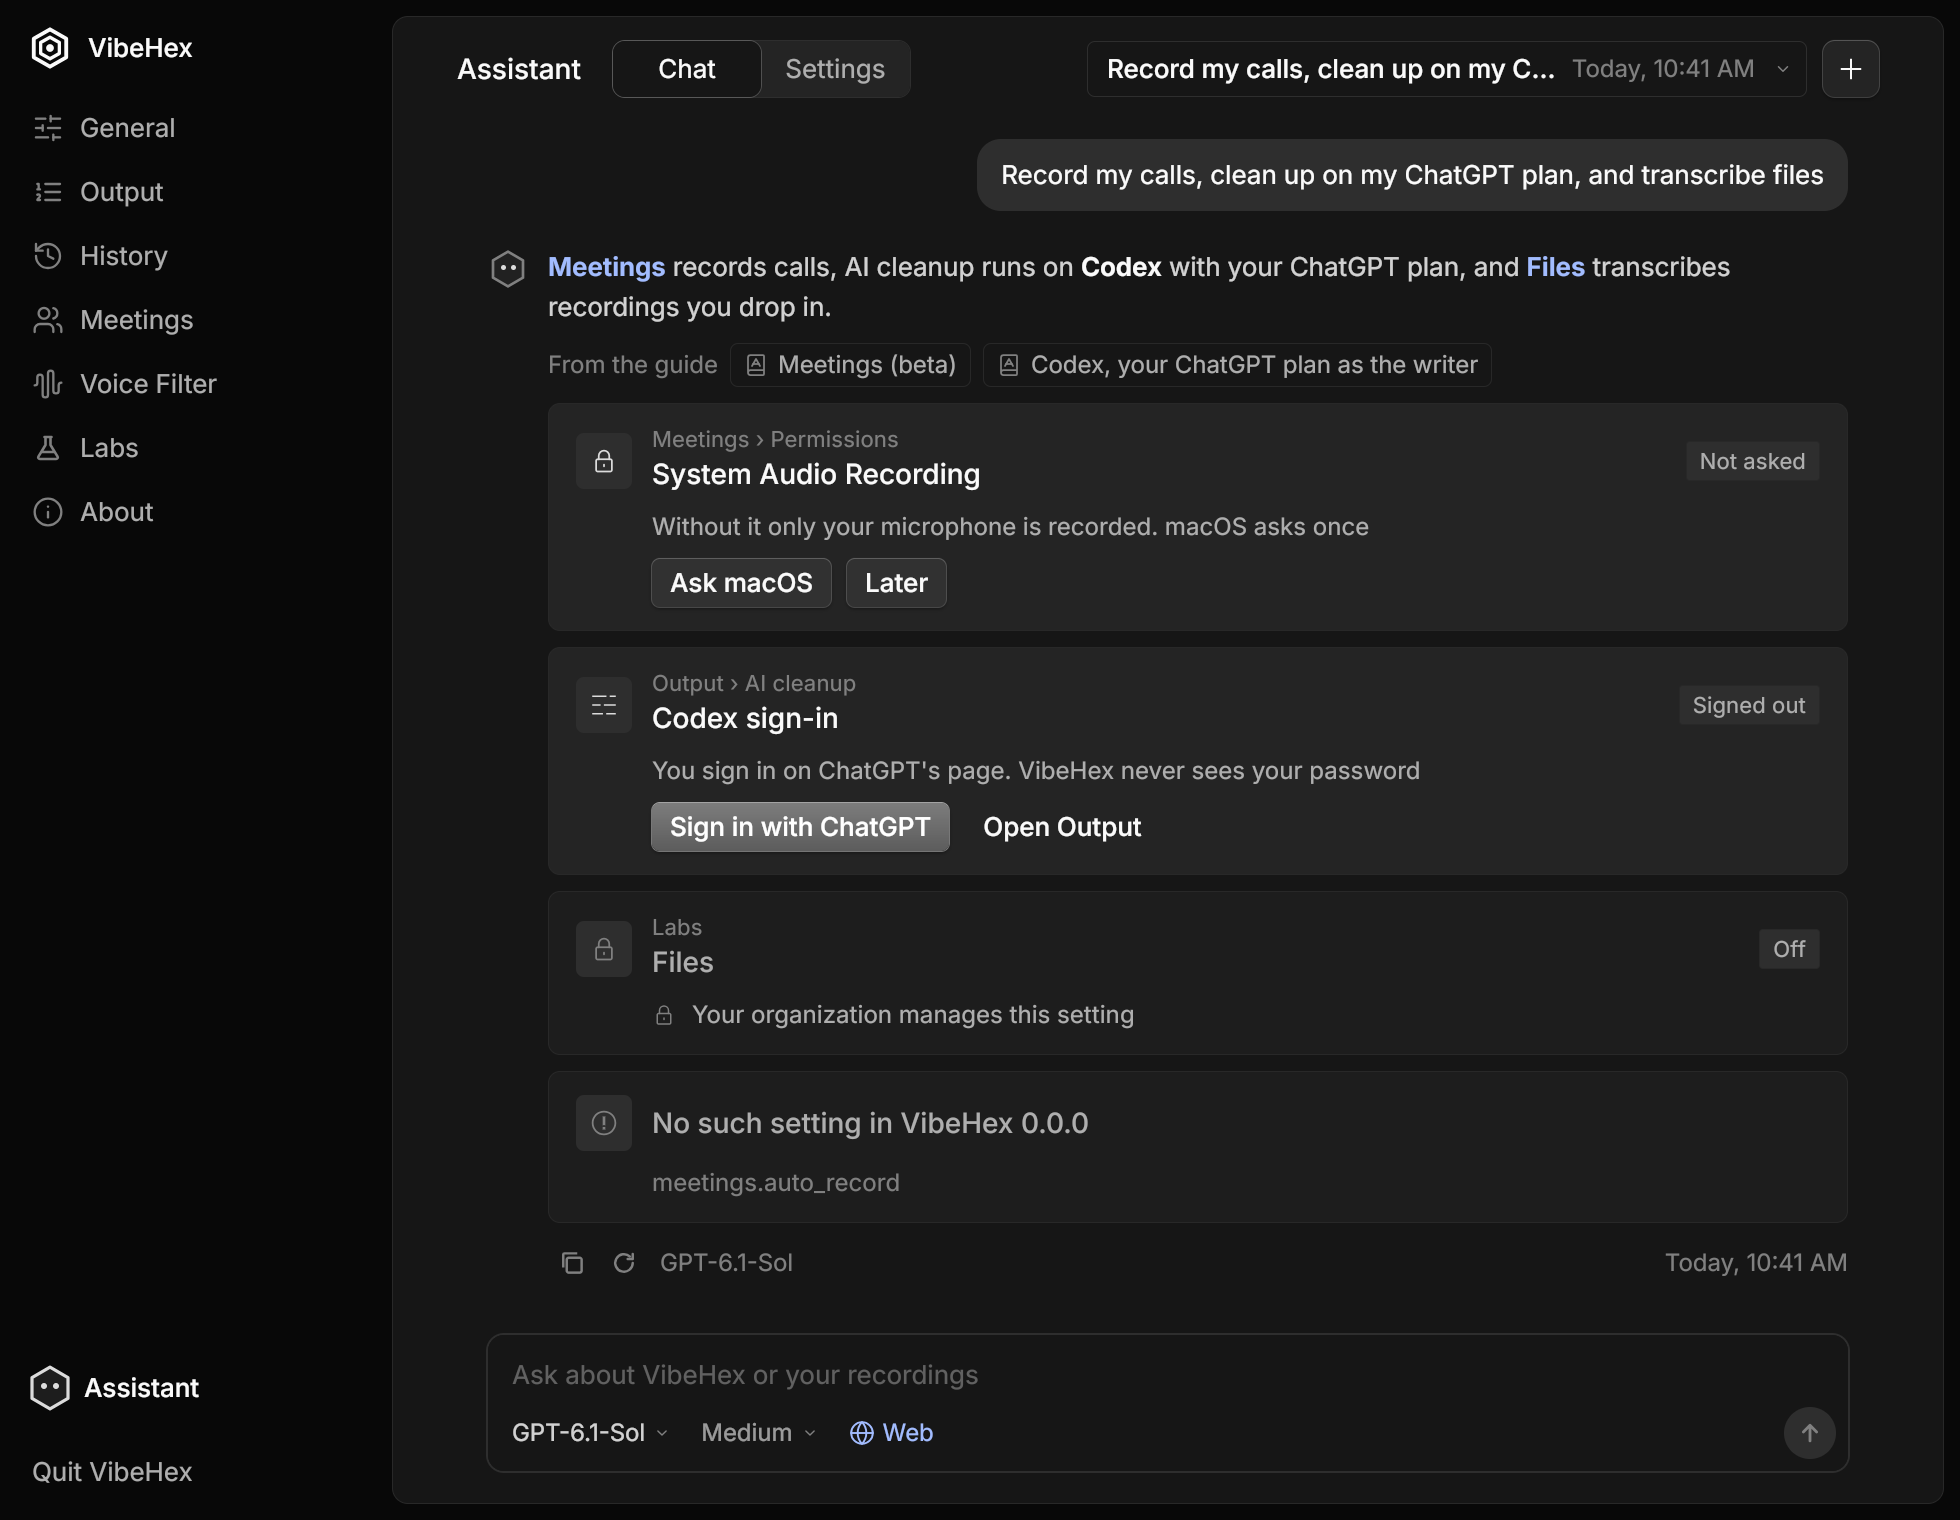 VibeHex
General
Output
History
Meetings
Voice Filter
Labs
About
Assistant
Quit VibeHex
Assistant
Chat
Settings
Record my calls, clean up on my C...
Today, 10:41 AM
Record my calls, clean up on my ChatGPT plan, and transcribe files
Meetings records calls, AI cleanup runs on Codex with your ChatGPT plan, and Files transcribes
recordings you drop in.
From the guide
Meetings (beta)
Codex, your ChatGPT plan as the writer
Meetings › Permissions
System Audio Recording
Not asked
Without it only your microphone is recorded. macOS asks once
Ask macOS
Later
Output › AI cleanup
Codex sign-in
Signed out
You sign in on ChatGPT's page. VibeHex never sees your password
Sign in with ChatGPT
Open Output
Labs
Files
Off
Your organization manages this setting
No such setting in VibeHex 0.0.0
meetings.auto_record
GPT-6.1-Sol
Today, 10:41 AM
Ask about VibeHex or your recordings
GPT-6.1-Sol
Medium
Web